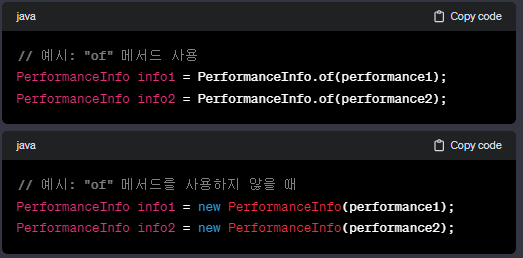 java
Copy code
// 예시: "of" 메서드 사용
PerformanceInfo info1 = PerformanceInfo.of(performance1);
PerformanceInfo info2 = PerformanceInfo.of(performance2);
java
Copy code
// 예시: "of" 메서드를 사용하지 않을 때
PerformanceInfo info1 = new PerformanceInfo(performance1);
PerformanceInfo info2 = new PerformanceInfo(performance2);